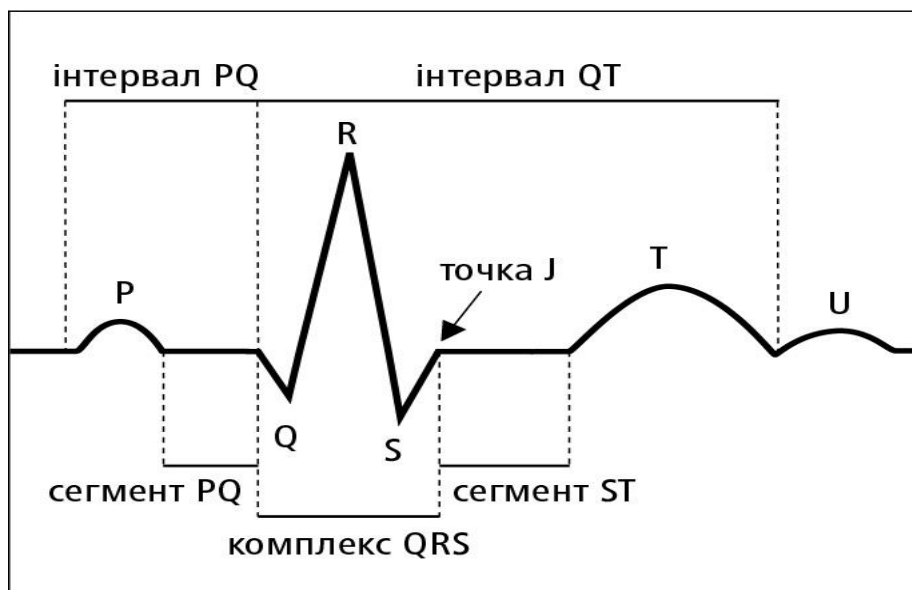 інтервал PQ
інтервал QT
R
P
точка J
T
U
Q
S
сегмент PQ
сегмент ST
комплекс QRS